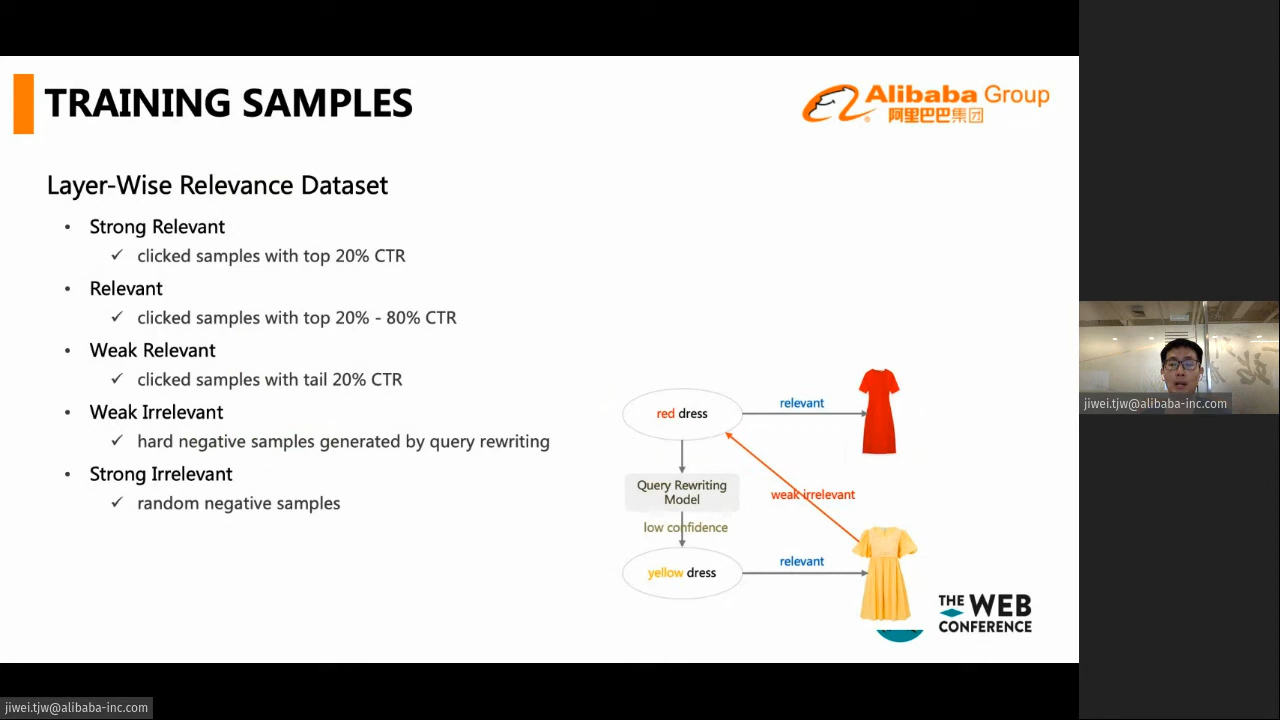 TRAINING SAMPLES
Alibaba Group
阿里巴巴集团
Layer-Wise Relevance Dataset
• Strong Relevant
✓ clicked samples with top 20% CTR
• Relevant
✓ clicked samples with top 20% - 80% CTR
• Weak Relevant
✓ clicked samples with tail 20% CTR
• Weak Irrelevant
✓ hard negative samples generated by query rewriting
• Strong Irrelevant
✓ random negative samples
red dress
relevant
Query Rewriting
Model
weak irrelevant
low confidence
yellow dress
relevant
THE WEB
CONFERENCE
jiwei.tjw@alibaba-inc.com
jiwei.tjw@alibaba-inc.com